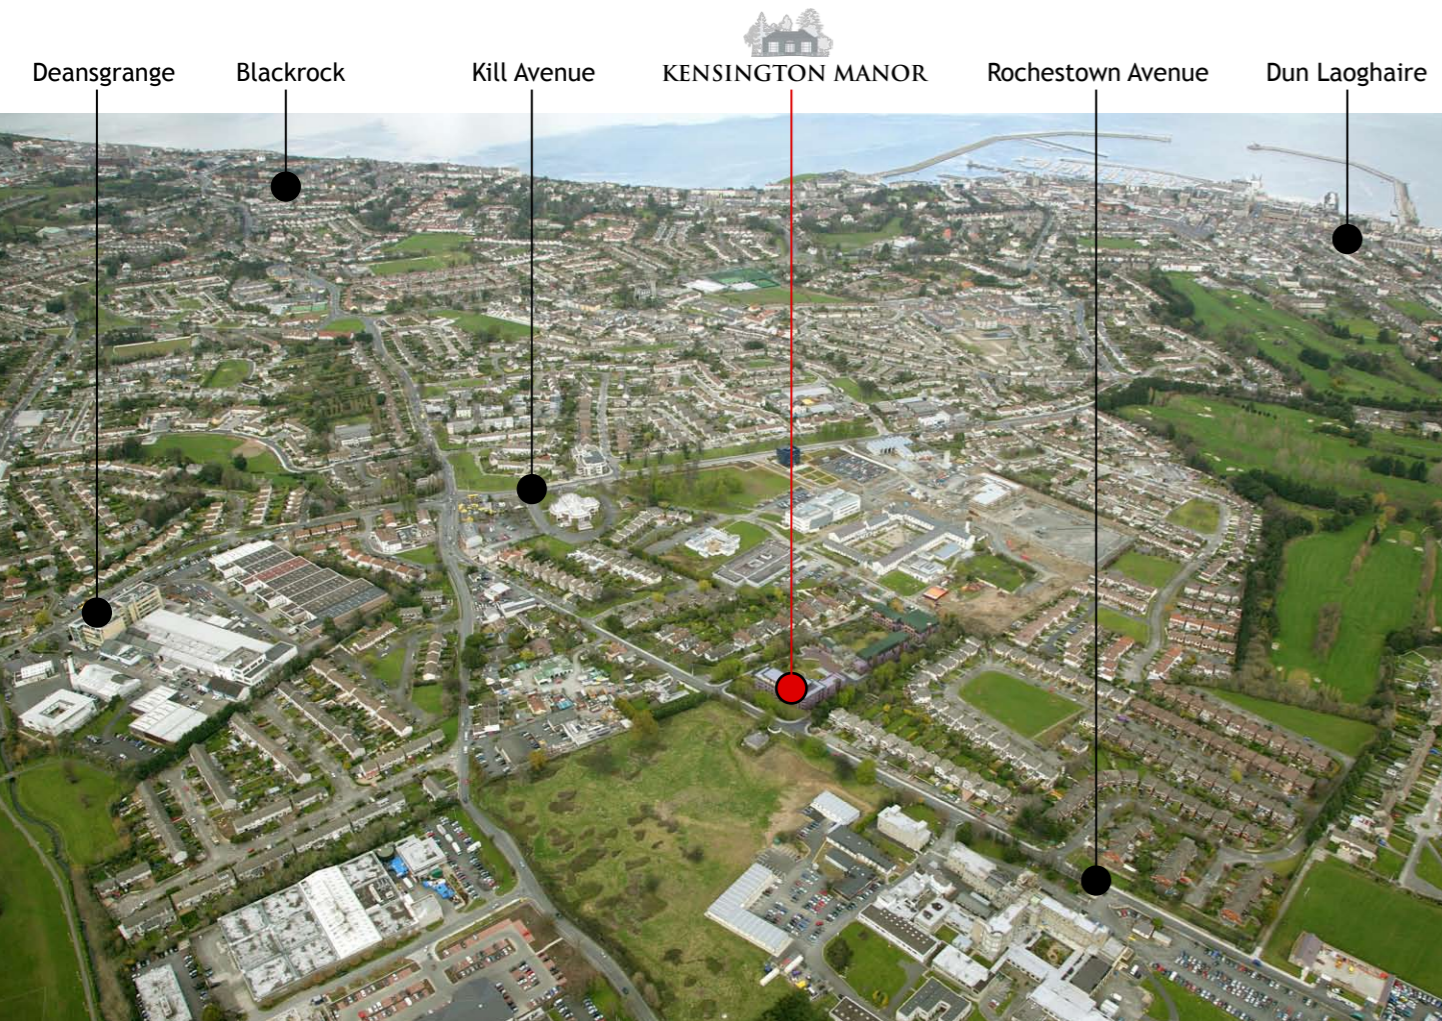 Deansgrange
Blackrock
Kill Avenue
KENSINGTON MANOR
Rochestown Avenue
Dun Laoghaire